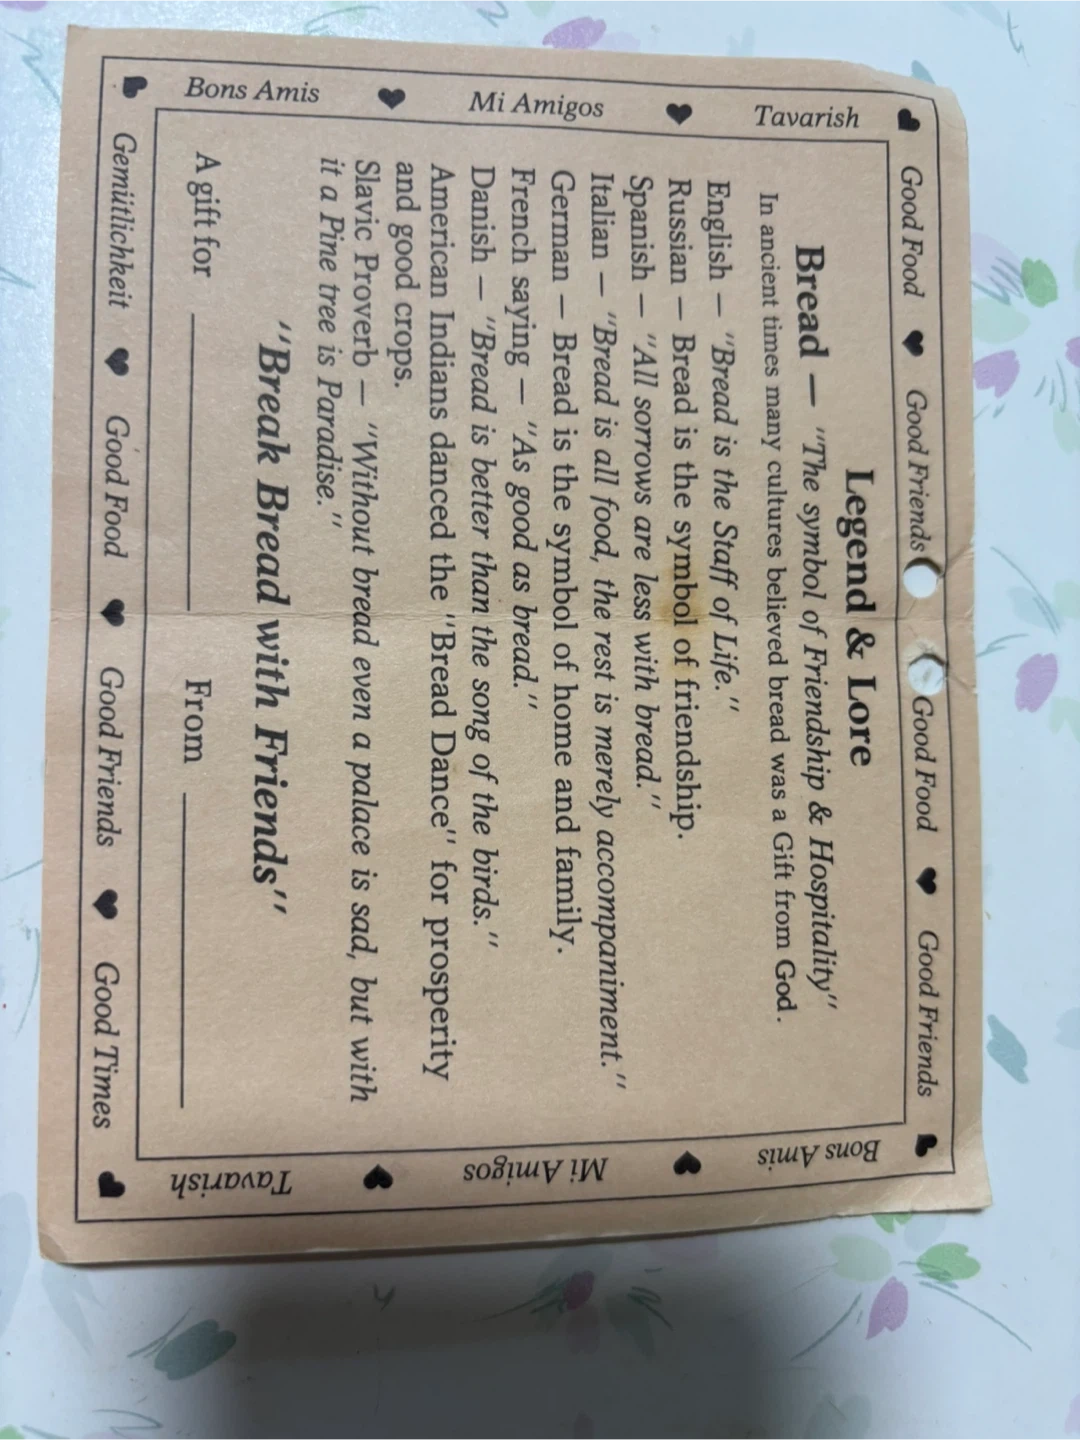 Good Food ♥ Good Friends Good Food ♥ Good Friends
Legend & Lore
Bread — "The symbol of Friendship & Hospitality"
In ancient times many cultures believed bread was a Gift from God.
English — "Bread is the Staff of Life."
Russian — Bread is the symbol of friendship.
Spanish — "All sorrows are less with bread."
Italian — "Bread is all food, the rest is merely accompaniment."
German — Bread is the symbol of home and family.
French saying — "As good as bread."
Danish — "Bread is better than the song of the birds."
American Indians danced the "Bread Dance" for prosperity
and good crops.
Slavic Proverb — "Without bread even a palace is sad, but with
it a Pine tree is Paradise."
"Break Bread with Friends"
A gift for ____________ From ____________
Gemütlichkeit ♥ Good Food ♥ Good Friends ♥ Good Times
Bons Amis ♥ Mi Amigos ♥ Tavarish
Bons Amis ♥ Mi Amigos ♥ Tavarish